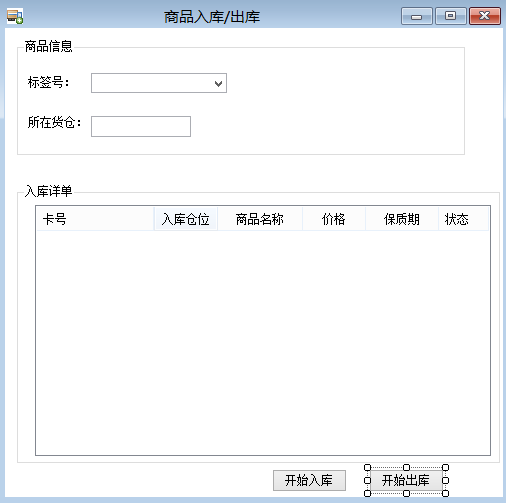 商品入库/出库
商品信息
标签号：
所在货仓：
入库详单
卡号 入库仓位 商品名称 价格 保质期 状态
开始入库 开始出库